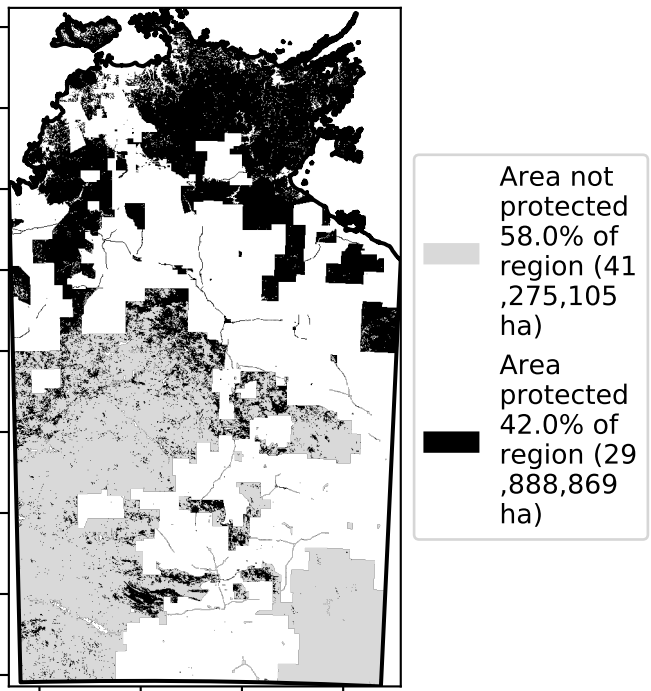 Area not
protected
58.0% of
region (41
,275,105
ha)
Area
protected
42.0% of
region (29
,888,869
ha)